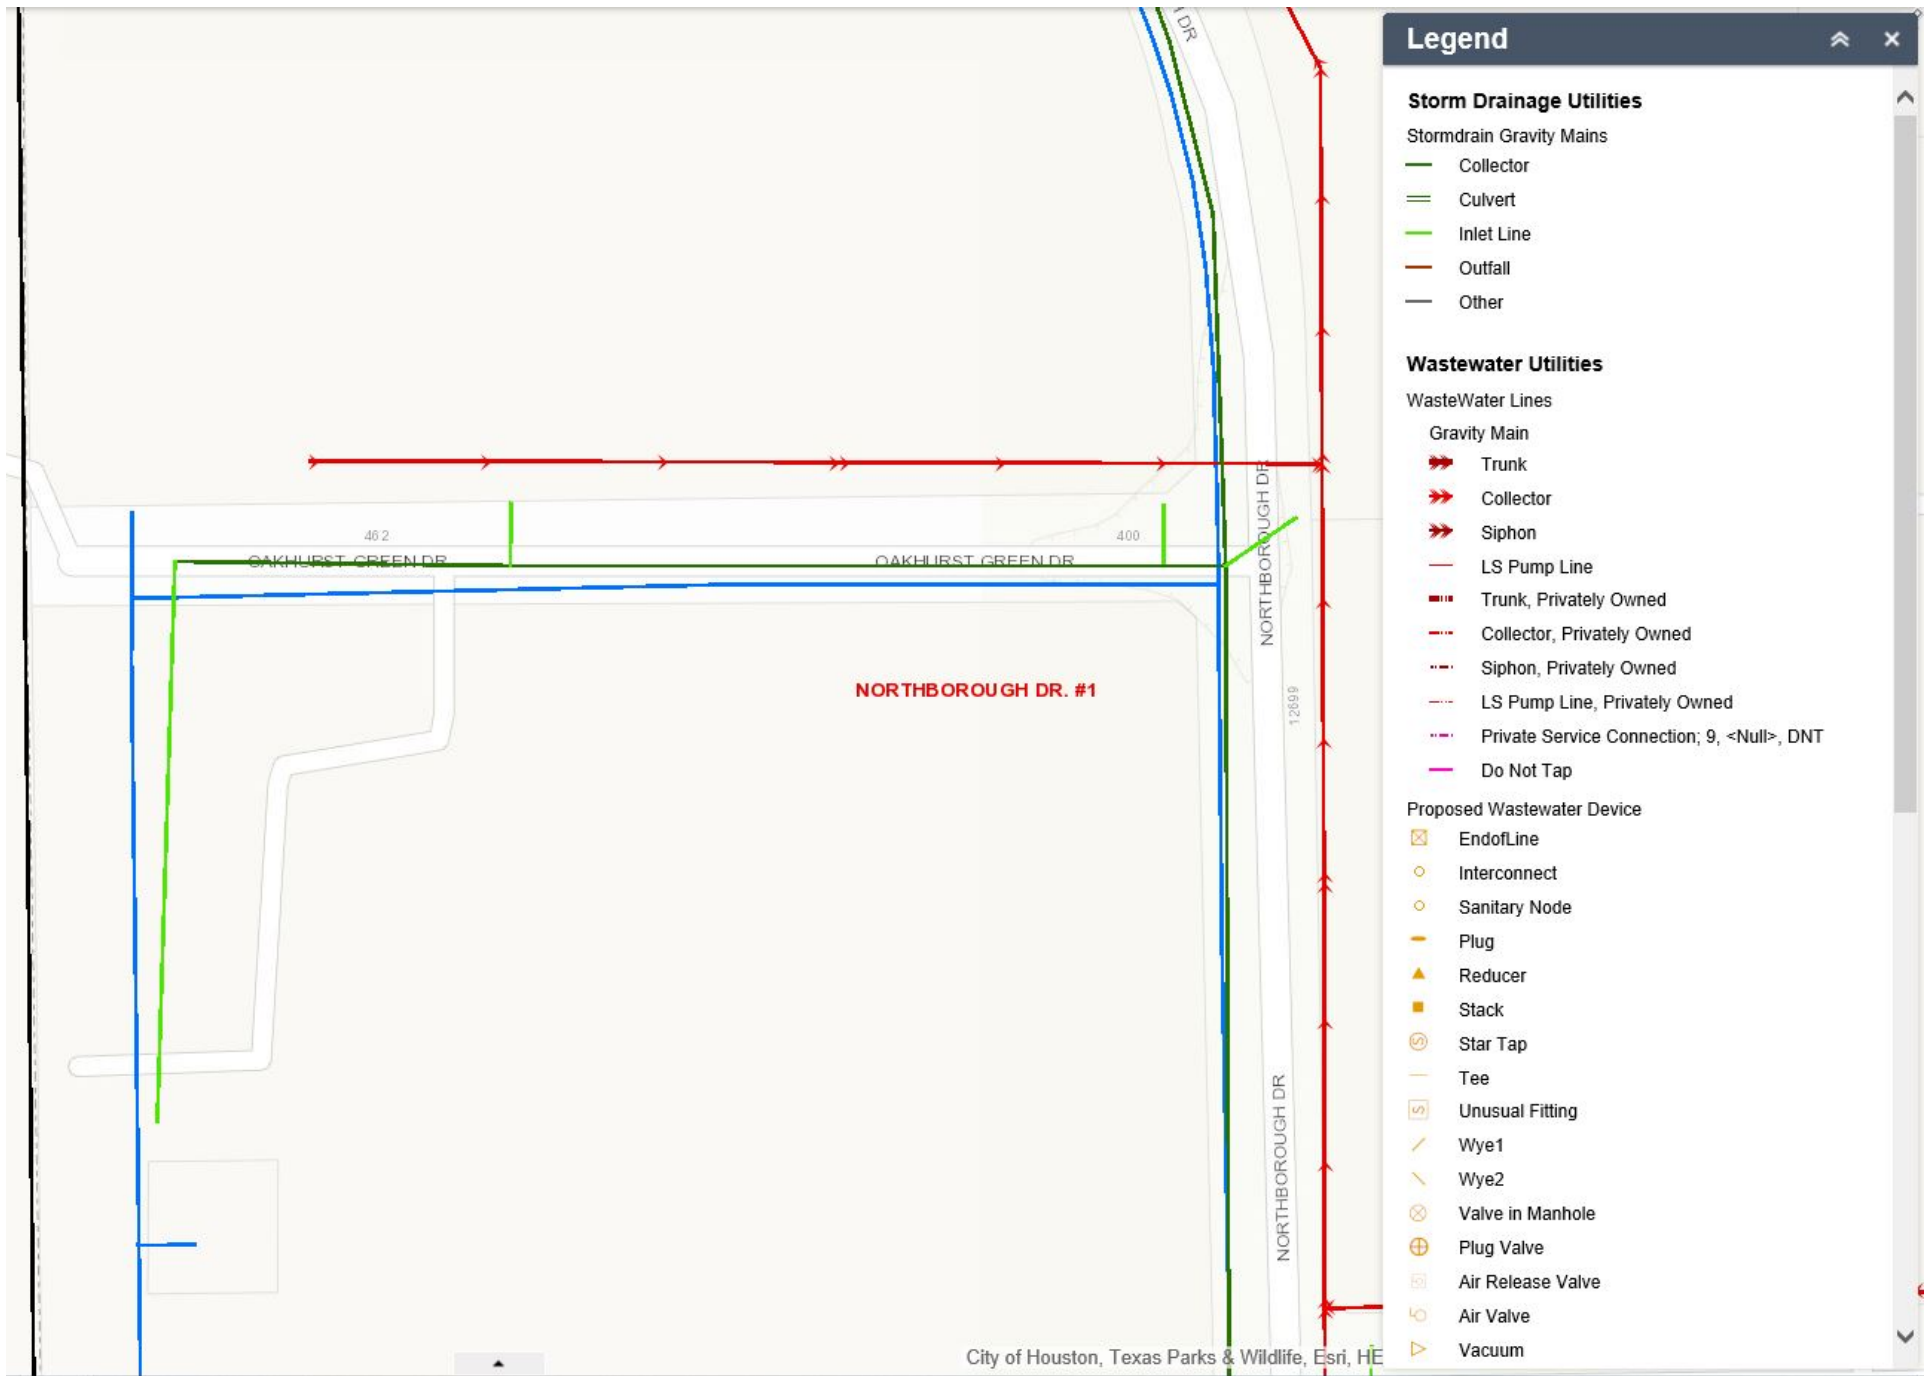 H DR
462
OAKHURST GREEN DR
OAKHURST GREEN DR
400
NORTHBOROUGH DR
NORTHBOROUGH DR. #1
12699
NORTHBOROUGH DR
City of Houston, Texas Parks & Wildlife, Esri, HE
Legend
Storm Drainage Utilities
Stormdrain Gravity Mains
Collector
Culvert
Inlet Line
Outfall
Other
Wastewater Utilities
WasteWater Lines
Gravity Main
Trunk
Collector
Siphon
LS Pump Line
Trunk, Privately Owned
Collector, Privately Owned
Siphon, Privately Owned
LS Pump Line, Privately Owned
Private Service Connection; 9, <Null>, DNT
Do Not Tap
Proposed Wastewater Device
EndofLine
Interconnect
Sanitary Node
Plug
Reducer
Stack
Star Tap
Tee
Unusual Fitting
Wye1
Wye2
Valve in Manhole
Plug Valve
Air Release Valve
Air Valve
Vacuum